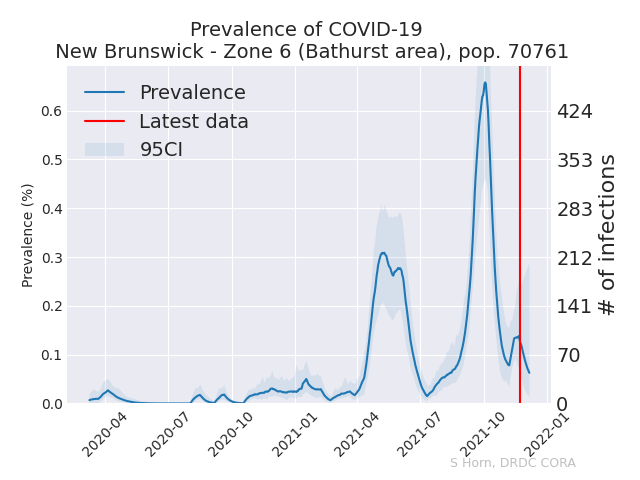 Prevalence of COVID-19
New Brunswick - Zone 6 (Bathurst area), pop. 70761
Prevalence
Latest data
95CI
Prevalence (%)
0.6
0.5
0.4
0.3
0.2
0.1
0.0
424
353
283
212
141
70
0
# of infections
2020-04
2020-07
2020-10
2021-01
2021-04
2021-07
2021-10
2022-01
S Horn, DRDC CORA